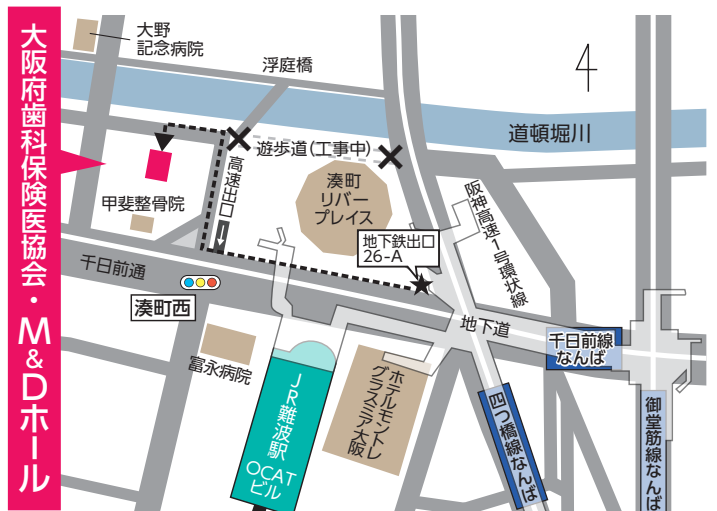 大阪府歯科保険医協会・M&Dホール
大野
記念病院
浮庭橋
道頓堀川
遊歩道(工事中)
高速出口
湊町
リバー
プレイス
甲斐整骨院
阪神高速1号環状線
地下鉄出口
26-A
千日前通
湊町西
地下道
千日前線
なんば
富永病院
JR難波駅
OCAT
ビル
ホテルモントレ
グラスミア大阪
四つ橋線なんば
御堂筋線なんば